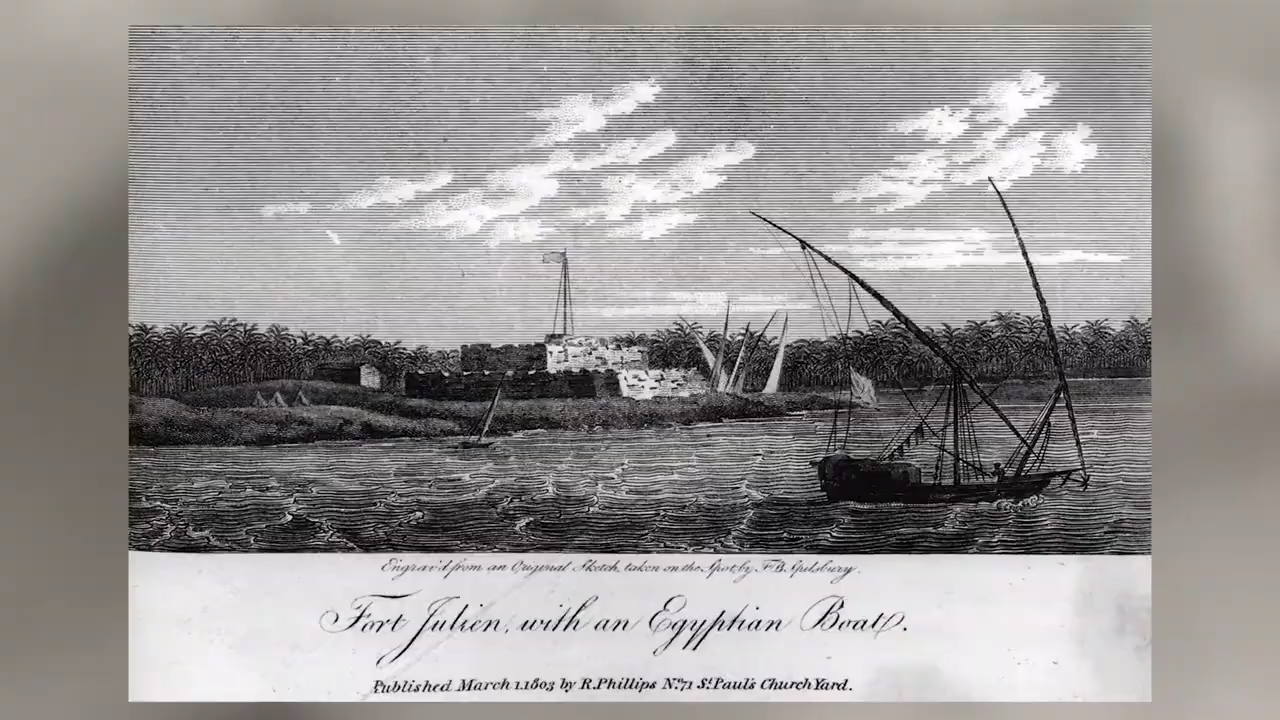 Engrav'd from an Original Sketch, taken on the Spot, by F.B. Spilsbury.
Fort Julien, with an Egyptian Boat.
Published March 1.1803 by R.Phillips No.71 St.Paul's Church Yard.